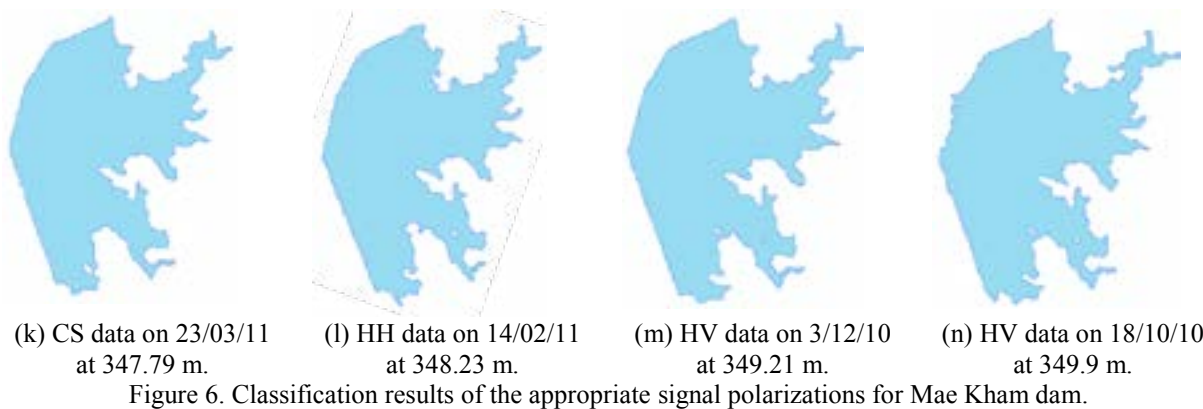 (k) CS data on 23/03/11
at 347.79 m.
(l) HH data on 14/02/11
at 348.23 m.
(m) HV data on 3/12/10
at 349.21 m.
(n) HV data on 18/10/10
at 349.9 m.
Figure 6. Classification results of the appropriate signal polarizations for Mae Kham dam.